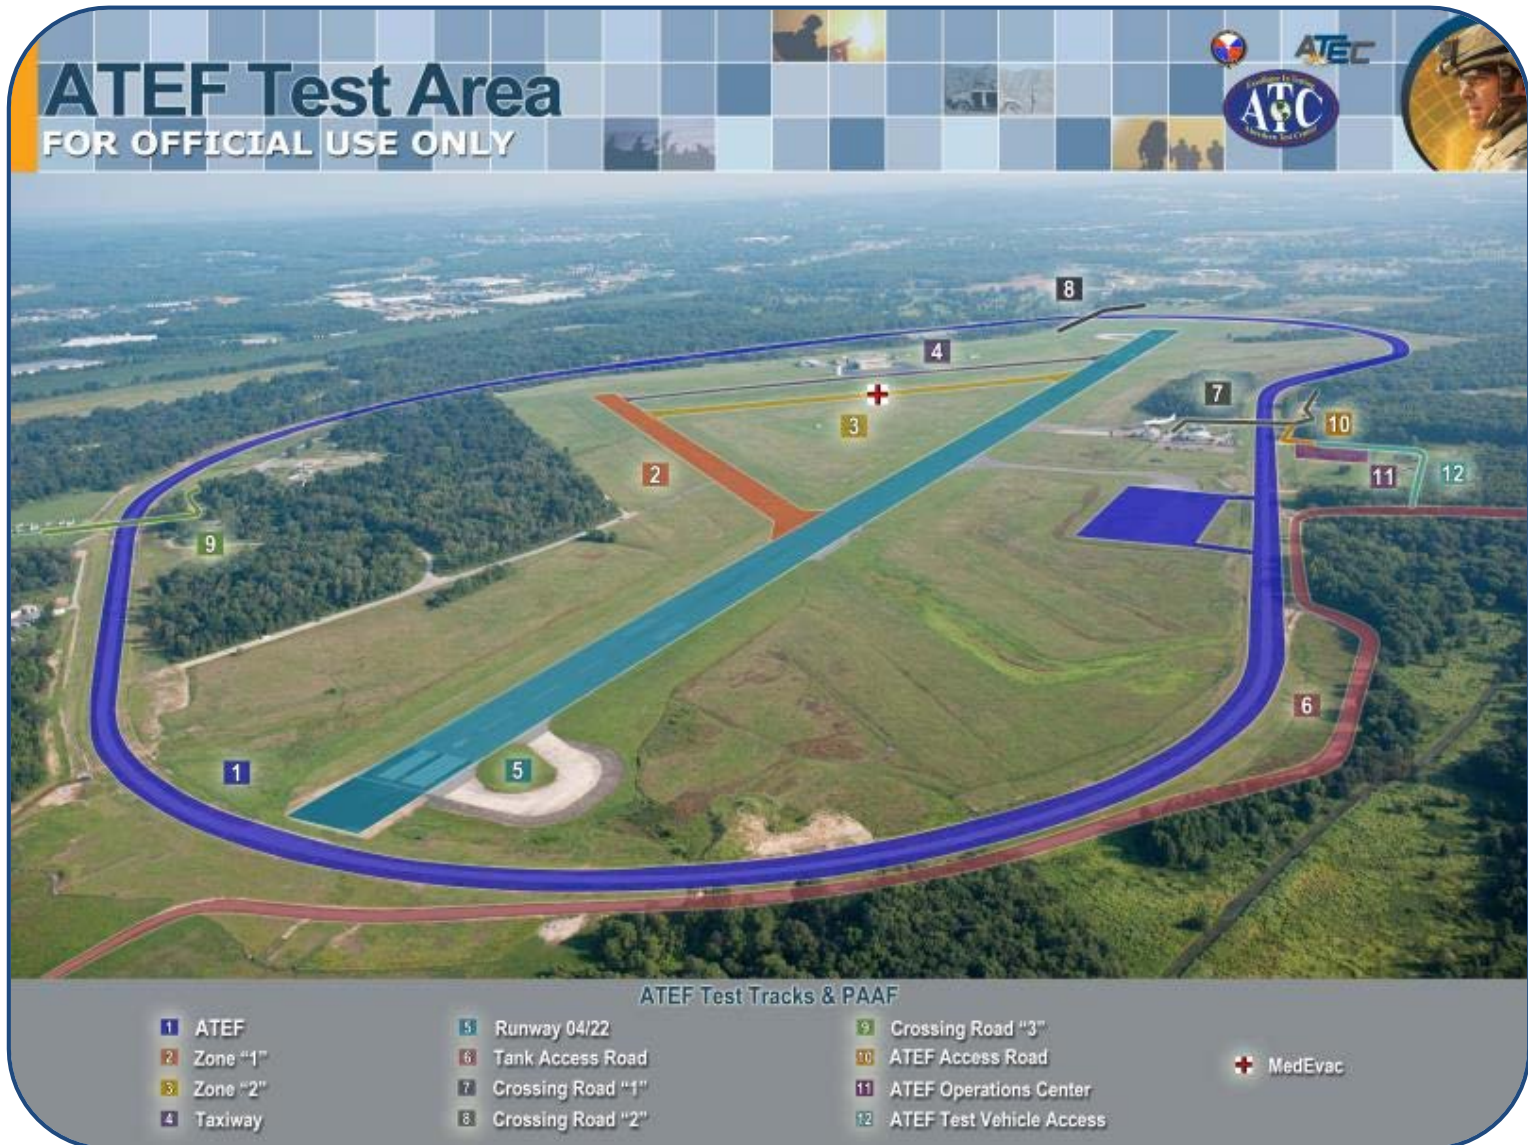 ATEF Test Area
FOR OFFICIAL USE ONLY
ATEC
ATC
Aberdeen Test Center
8
4
7
3
10
2
11
12
9
6
1
5
ATEF Test Tracks & PAAF
1 ATEF
2 Zone “1”
3 Zone “2”
4 Taxiway
5 Runway 04/22
6 Tank Access Road
7 Crossing Road “1”
8 Crossing Road “2”
9 Crossing Road “3”
10 ATEF Access Road
11 ATEF Operations Center
12 ATEF Test Vehicle Access
MedEvac